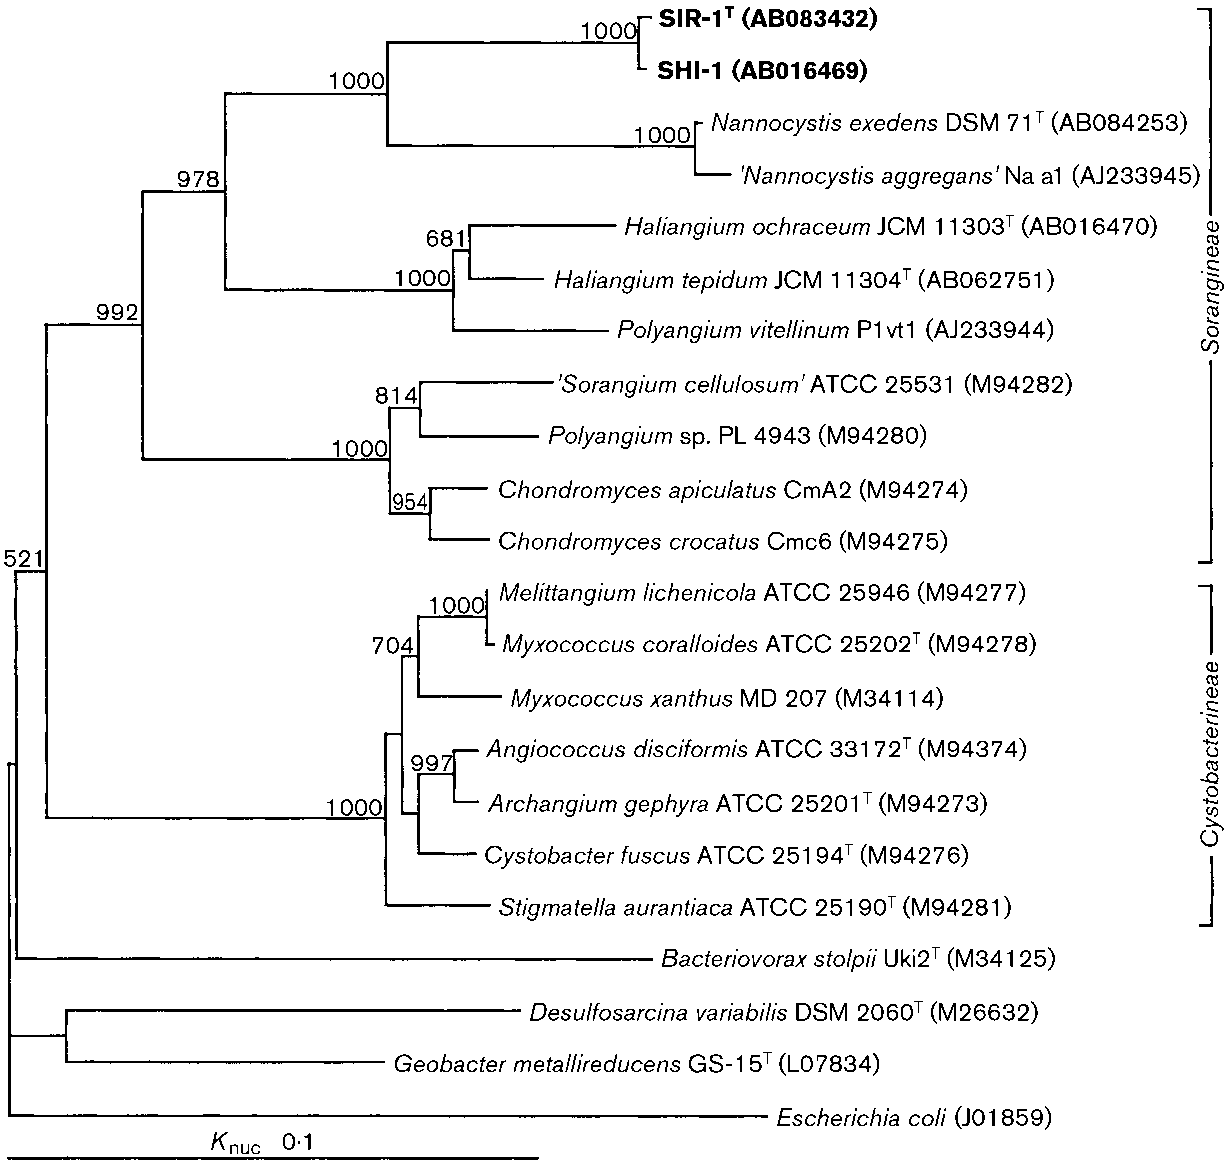 1000
SIR-1ᵀ (AB083432)
SHI-1 (AB016469)
1000
1000
Nannocystis exedens DSM 71ᵀ (AB084253)
'Nannocystis aggregans' Na a1 (AJ233945)
978
681
Haliangium ochraceum JCM 11303ᵀ (AB016470)
1000
Haliangium tepidum JCM 11304ᵀ (AB062751)
Polyangium vitellinum P1vt1 (AJ233944)
992
814
'Sorangium cellulosum' ATCC 25531 (M94282)
Polyangium sp. PL 4943 (M94280)
1000
954
Chondromyces apiculatus CmA2 (M94274)
Chondromyces crocatus Cmc6 (M94275)
Sorangineae
521
1000
Melittangium lichenicola ATCC 25946 (M94277)
704
Myxococcus coralloides ATCC 25202ᵀ (M94278)
Myxococcus xanthus MD 207 (M34114)
997
Angiococcus disciformis ATCC 33172ᵀ (M94374)
1000
Archangium gephyra ATCC 25201ᵀ (M94273)
Cystobacter fuscus ATCC 25194ᵀ (M94276)
Stigmatella aurantiaca ATCC 25190ᵀ (M94281)
Cystobacterineae
Bacteriovorax stolpii Uki2ᵀ (M34125)
Desulfosarcina variabilis DSM 2060ᵀ (M26632)
Geobacter metallireducens GS-15ᵀ (L07834)
Escherichia coli (J01859)
Knuc 0·1